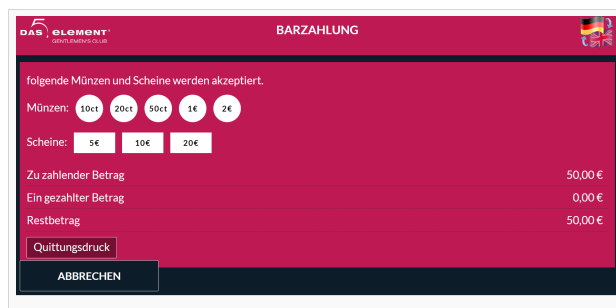 DAS 5 ELEMENT
GENTLEMEN'S CLUB
BARZAHLUNG
folgende Münzen und Scheine werden akzeptiert.
Münzen: 10ct 20ct 50ct 1€ 2€
Scheine: 5€ 10€ 20€
Zu zahlender Betrag 50,00 €
Ein gezahlter Betrag 0,00 €
Restbetrag 50,00 €
Quittungsdruck
ABBRECHEN